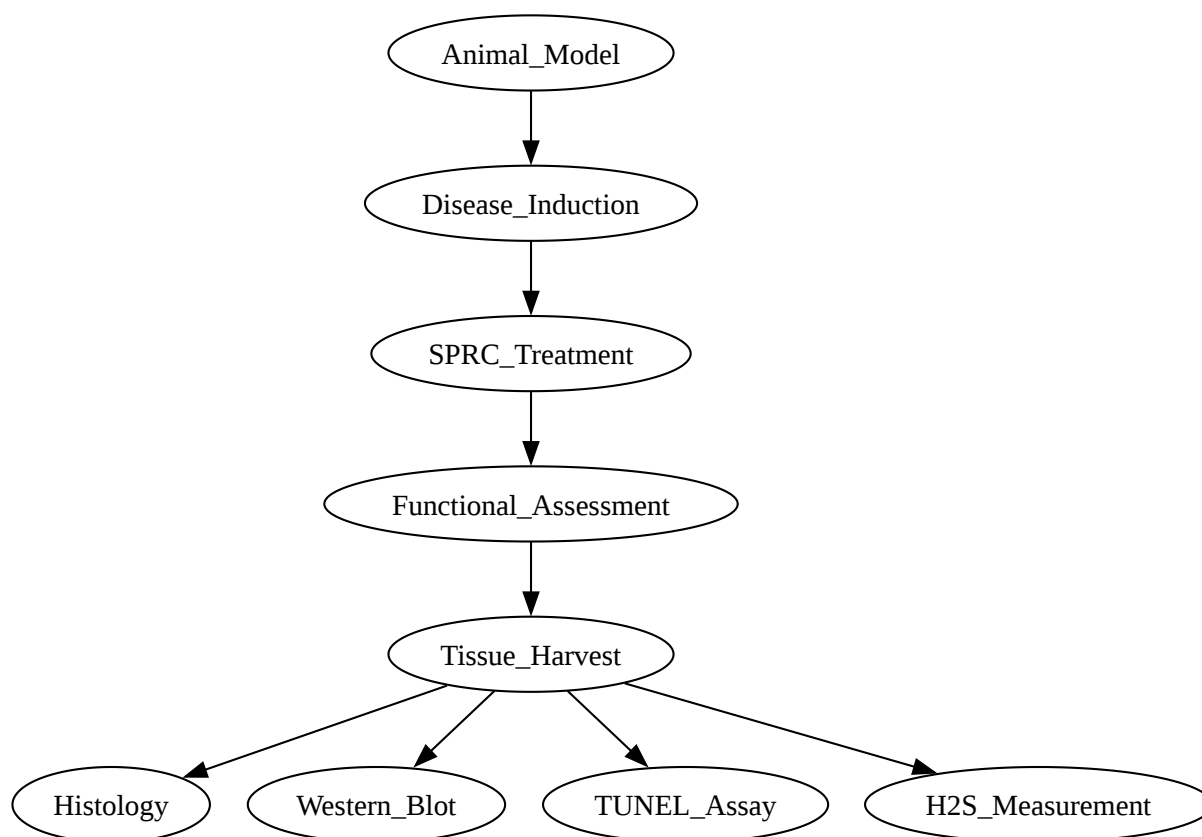 Animal_Model
Disease_Induction
SPRC_Treatment
Functional_Assessment
Tissue_Harvest
Histology
Western_Blot
TUNEL_Assay
H2S_Measurement